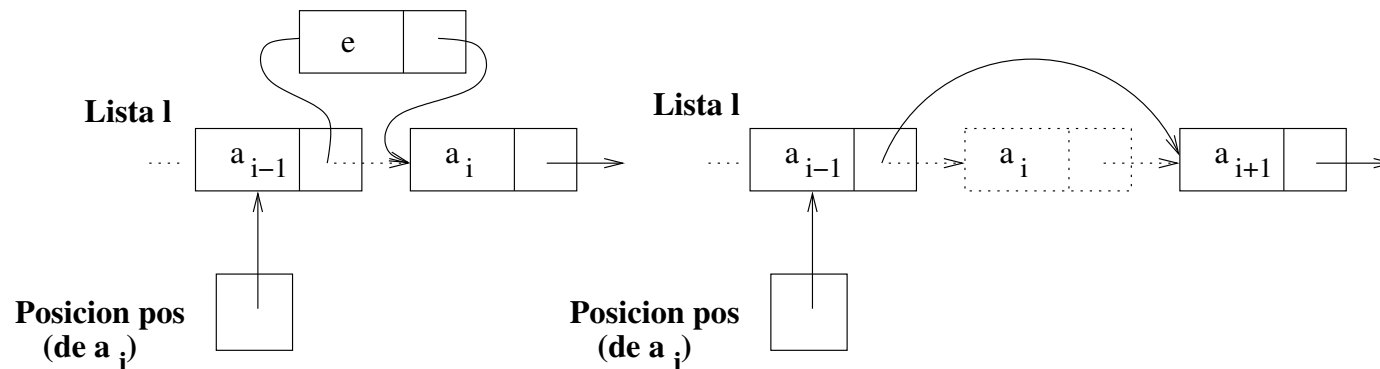 e
Lista l
a i−1
a i
Posicion pos
(de a i)
Lista l
a i−1
a i
a i+1
Posicion pos
(de a i)